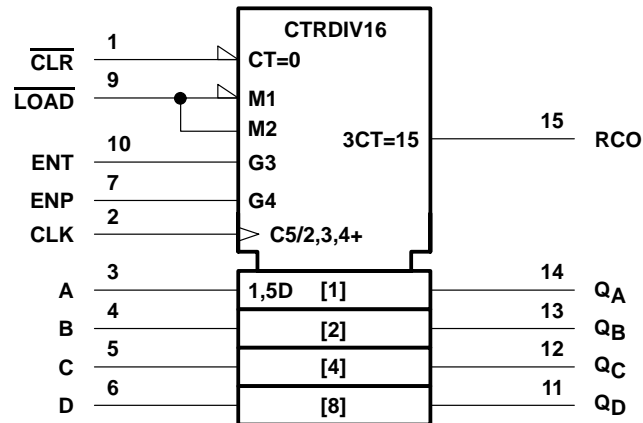 CTRDIV16
CLR 1 CT=0
LOAD 9 M1
M2
3CT=15 15 RCO
ENT 10 G3
ENP 7 G4
CLK 2 C5/2,3,4+
A 3 1,5D [1] 14 QA
B 4 [2] 13 QB
C 5 [4] 12 QC
D 6 [8] 11 QD